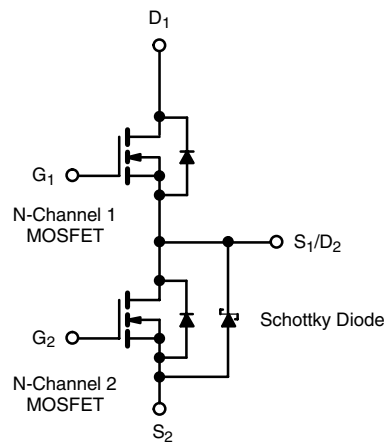 D1
G1
N-Channel 1
MOSFET
S1/D2
G2
Schottky Diode
N-Channel 2
MOSFET
S2